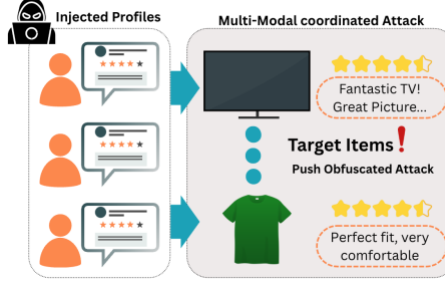 Injected Profiles
Multi-Modal coordinated Attack
Fantastic TV!
Great Picture...
Target Items!
Push Obfuscated Attack
Perfect fit, very
comfortable